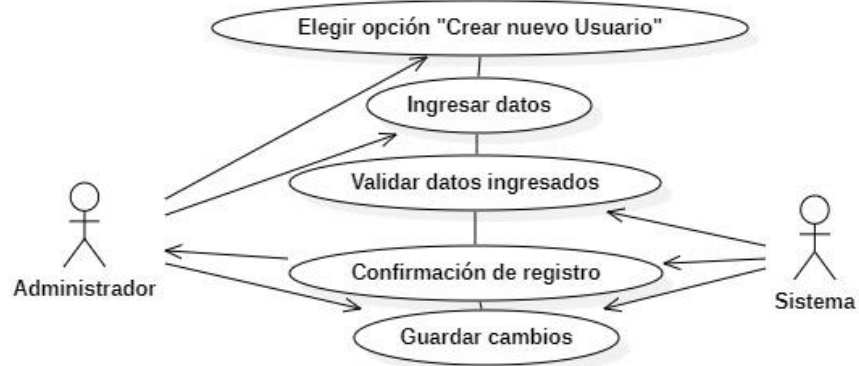 Elegir opción "Crear nuevo Usuario"
Ingresar datos
Validar datos ingresados
Confirmación de registro
Guardar cambios
Administrador
Sistema